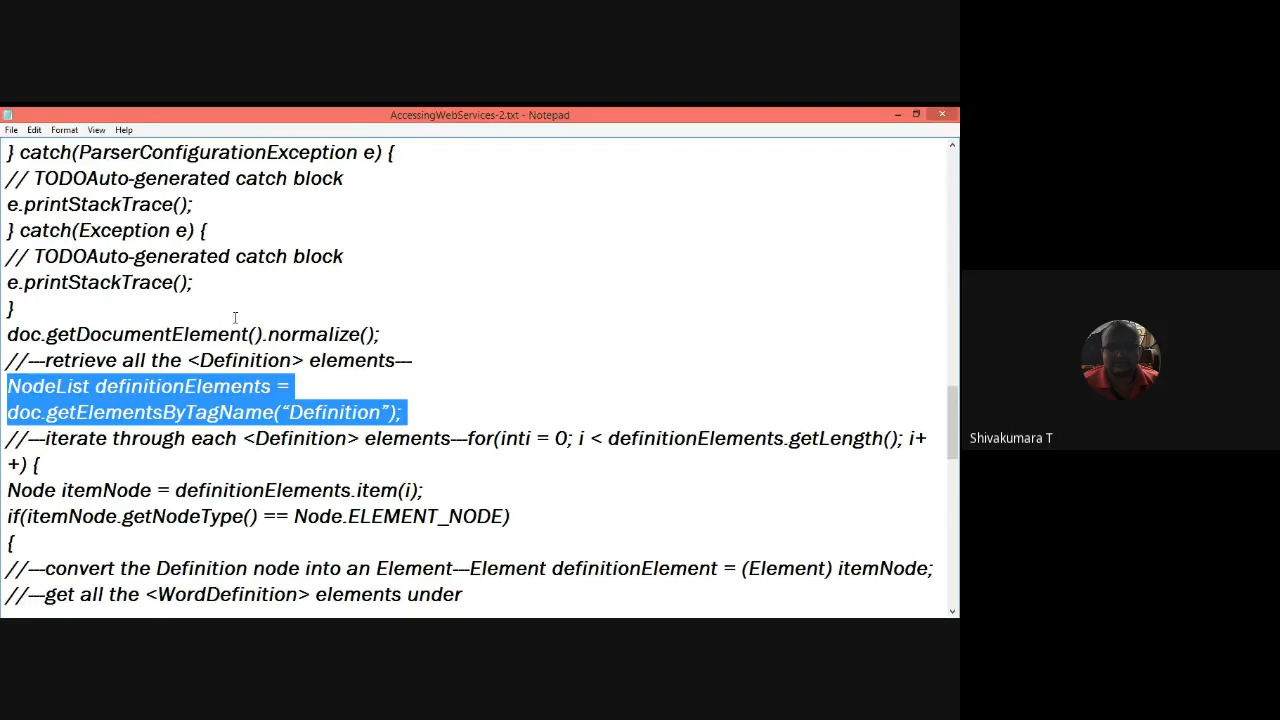 AccessingWebServices-2.txt - Notepad
File Edit Format View Help
} catch(ParserConfigurationException e) {
// TODOAuto-generated catch block
e.printStackTrace();
} catch(Exception e) {
// TODOAuto-generated catch block
e.printStackTrace();
}
doc.getDocumentElement().normalize();
//---retrieve all the <Definition> elements---
NodeList definitionElements =
doc.getElementsByTagName(“Definition”);
//---iterate through each <Definition> elements---for(inti = 0; i < definitionElements.getLength(); i+
+) {
Node itemNode = definitionElements.item(i);
if(itemNode.getNodeType() == Node.ELEMENT_NODE)
{
//---convert the Definition node into an Element---Element definitionElement = (Element) itemNode;
//---get all the <WordDefinition> elements under
Shivakumara T